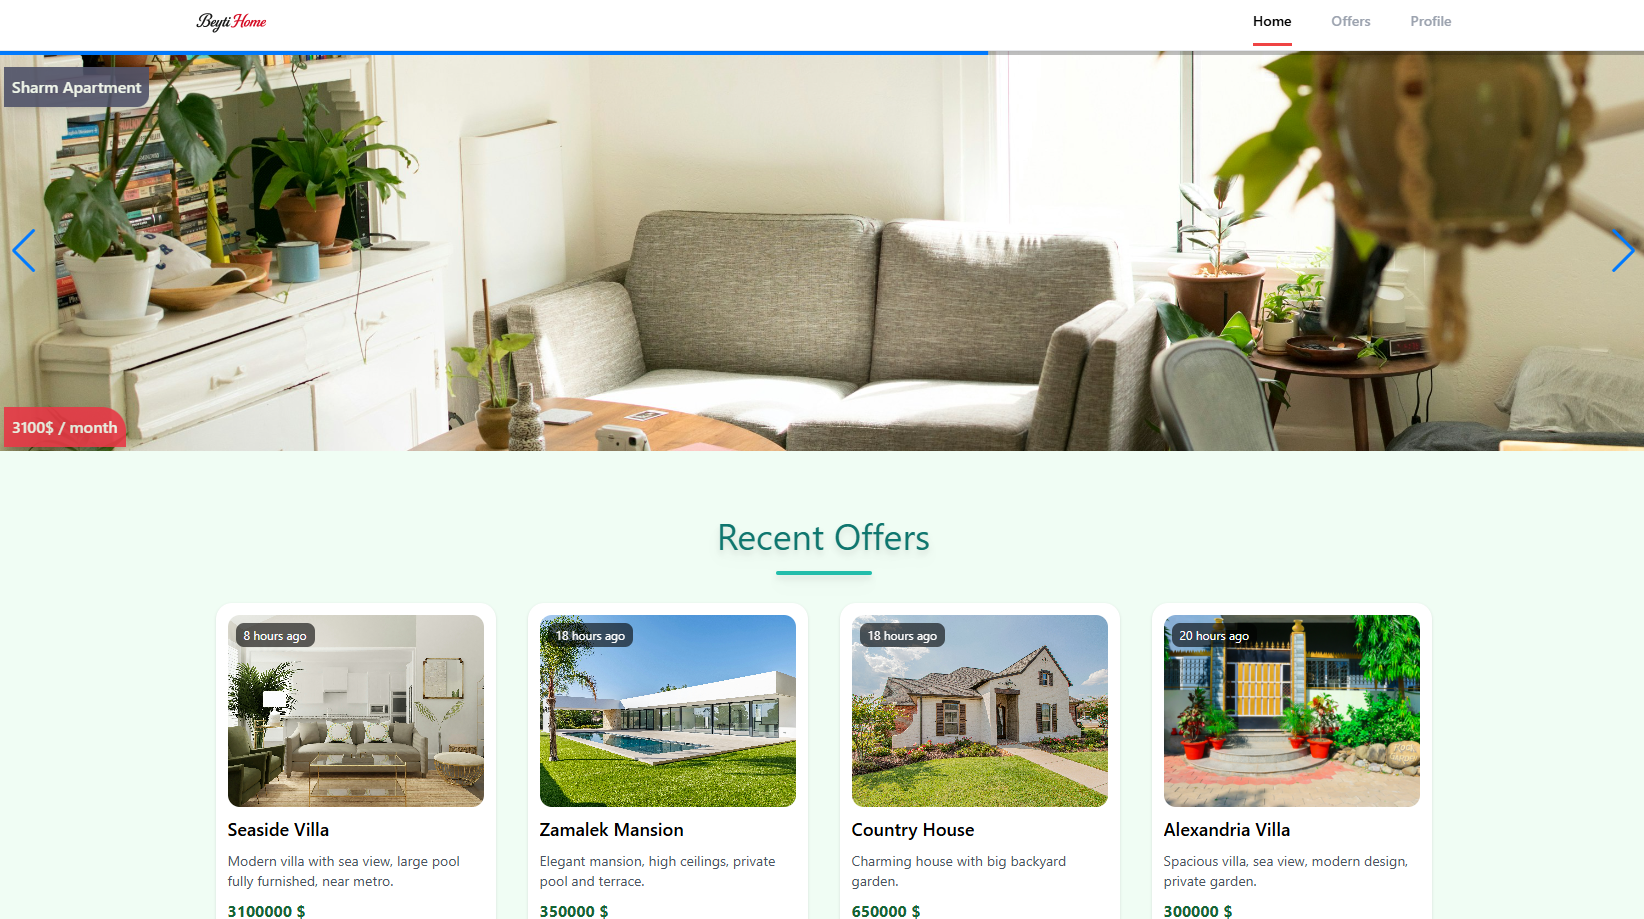 Beyti Home
Home
Offers
Profile
Sharm Apartment
3100$ / month
Recent Offers
8 hours ago
18 hours ago
18 hours ago
20 hours ago
Seaside Villa
Modern villa with sea view, large pool
fully furnished, near metro.
3100000 $
Zamalek Mansion
Elegant mansion, high ceilings, private
pool and terrace.
350000 $
Country House
Charming house with big backyard
garden.
650000 $
Alexandria Villa
Spacious villa, sea view, modern design,
private garden.
300000 $